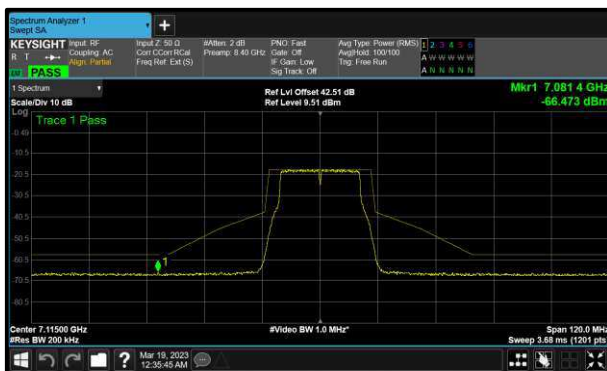 Spectrum Analyzer 1
Swept SA
+
KEYSIGHT Input: RF Input Z: 50 Ω #Atten: 2 dB PNO: Fast Avg Type: Power (RMS) 1 2 3 4 5 6
R T Coupling: AC Corr CCorr RCal Preamp: 8.40 GHz Gate: Off Avg|Hold: 100/100 A W W W W W
Align: Partial Freq Ref: Ext (S) IF Gain: Low Trig: Free Run
LW PASS Sig Track: Off A N N N N N
1 Spectrum Ref Lvl Offset 42.51 dB Mkr1 7.081 4 GHz
Scale/Div 10 dB Ref Level 9.51 dBm -66.473 dBm
Log
Trace 1 Pass
-0.49
-10.5
-20.5
-30.5
-40.5
-50.5
-60.5
1
-70.5
-80.5
Center 7.11500 GHz #Video BW 1.0 MHz* Span 120.0 MHz
#Res BW 200 kHz Sweep 3.68 ms (1201 pts)
? Mar 19, 2023
12:35:45 AM